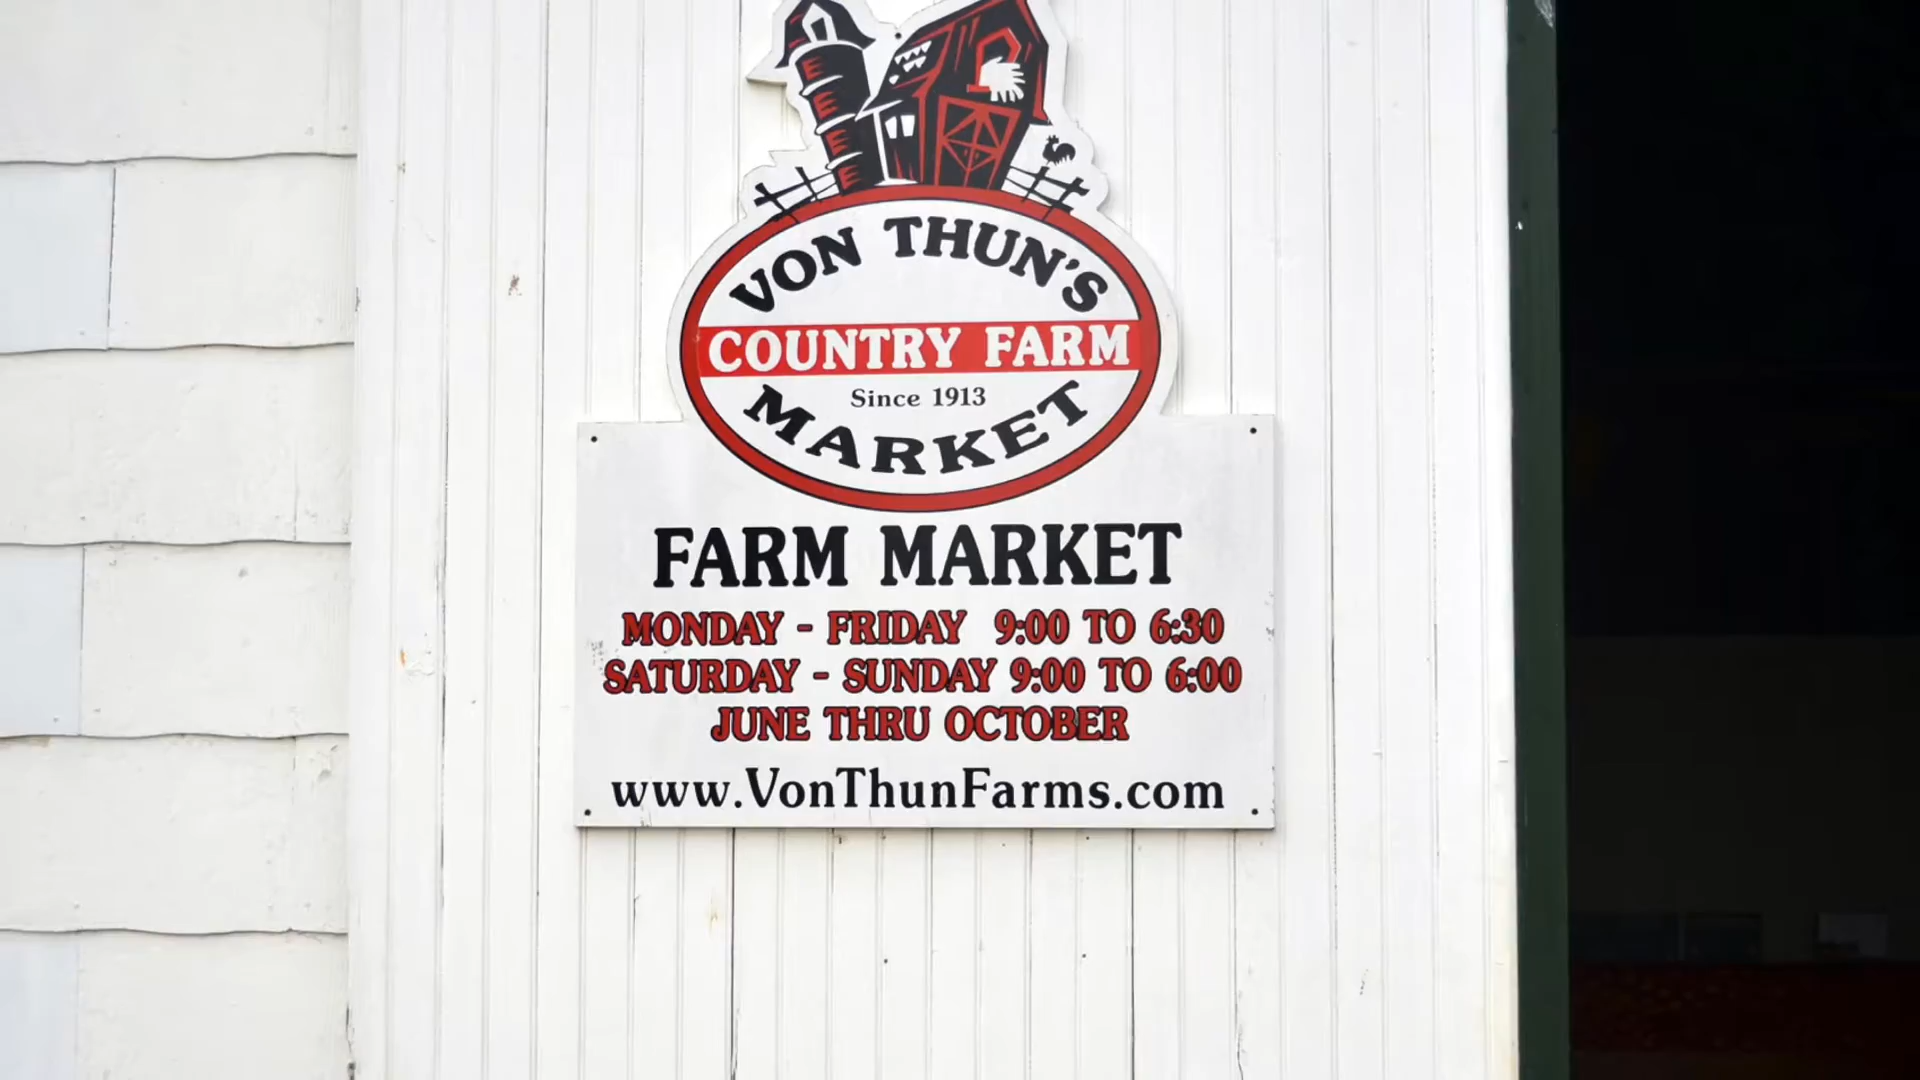 VON THUN'S
COUNTRY FARM
Since 1913
MARKET
FARM MARKET
MONDAY - FRIDAY 9:00 TO 6:30
SATURDAY - SUNDAY 9:00 TO 6:00
JUNE THRU OCTOBER
www.VonThunFarms.com